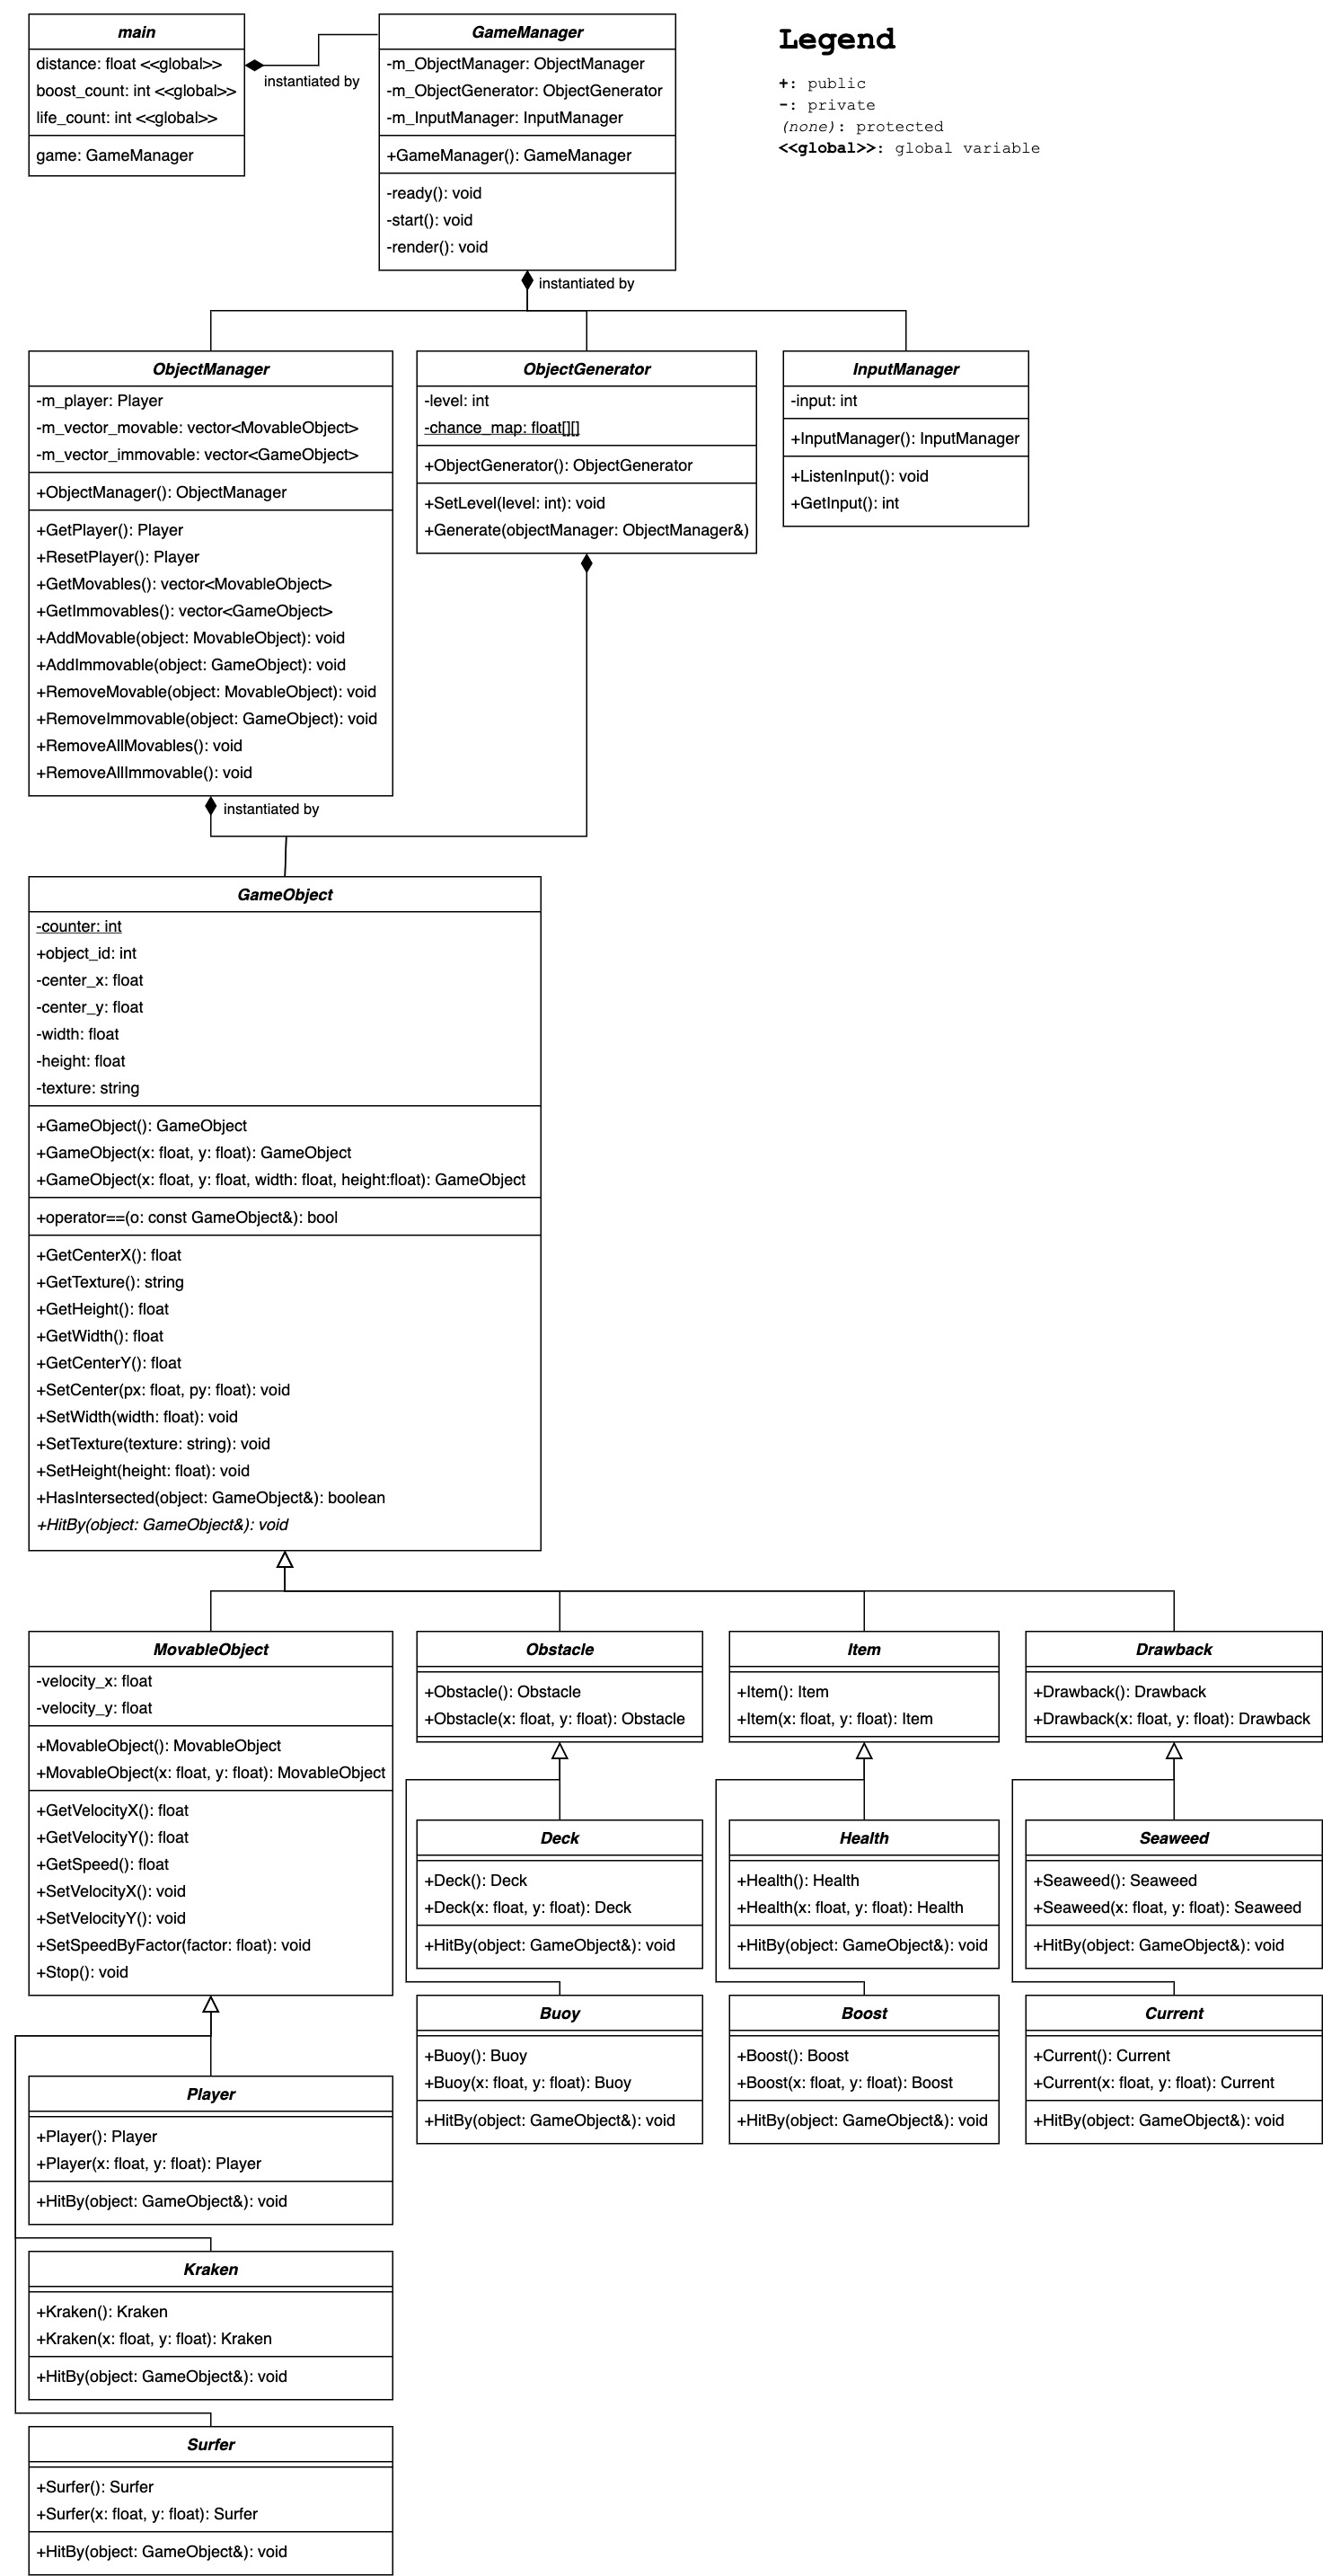 main
distance: float <<global>>
boost_count: int <<global>>
life_count: int <<global>>
game: GameManager
instantiated by
GameManager
-m_ObjectManager: ObjectManager
-m_ObjectGenerator: ObjectGenerator
-m_InputManager: InputManager
+GameManager(): GameManager
-ready(): void
-start(): void
-render(): void
instantiated by
Legend
+: public
-: private
(none): protected
<<global>>: global variable
ObjectManager
-m_player: Player
-m_vector_movable: vector<MovableObject>
-m_vector_immovable: vector<GameObject>
+ObjectManager(): ObjectManager
+GetPlayer(): Player
+ResetPlayer(): Player
+GetMovables(): vector<MovableObject>
+GetImmovables(): vector<GameObject>
+AddMovable(object: MovableObject): void
+AddImmovable(object: GameObject): void
+RemoveMovable(object: MovableObject): void
+RemoveImmovable(object: GameObject): void
+RemoveAllMovables(): void
+RemoveAllImmovable(): void
instantiated by
ObjectGenerator
-level: int
-chance_map: float[][]
+ObjectGenerator(): ObjectGenerator
+SetLevel(level: int): void
+Generate(objectManager: ObjectManager&)
InputManager
-input: int
+InputManager(): InputManager
+ListenInput(): void
+GetInput(): int
GameObject
-counter: int
+object_id: int
-center_x: float
-center_y: float
-width: float
-height: float
-texture: string
+GameObject(): GameObject
+GameObject(x: float, y: float): GameObject
+GameObject(x: float, y: float, width: float, height:float): GameObject
+operator==(o: const GameObject&): bool
+GetCenterX(): float
+GetTexture(): string
+GetHeight(): float
+GetWidth(): float
+GetCenterY(): float
+SetCenter(px: float, py: float): void
+SetWidth(width: float): void
+SetTexture(texture: string): void
+SetHeight(height: float): void
+HasIntersected(object: GameObject&): boolean
+HitBy(object: GameObject&): void
MovableObject
-velocity_x: float
-velocity_y: float
+MovableObject(): MovableObject
+MovableObject(x: float, y: float): MovableObject
+GetVelocityX(): float
+GetVelocityY(): float
+GetSpeed(): float
+SetVelocityX(): void
+SetVelocityY(): void
+SetSpeedByFactor(factor: float): void
+Stop(): void
Obstacle
+Obstacle(): Obstacle
+Obstacle(x: float, y: float): Obstacle
Item
+Item(): Item
+Item(x: float, y: float): Item
Drawback
+Drawback(): Drawback
+Drawback(x: float, y: float): Drawback
Deck
+Deck(): Deck
+Deck(x: float, y: float): Deck
+HitBy(object: GameObject&): void
Health
+Health(): Health
+Health(x: float, y: float): Health
+HitBy(object: GameObject&): void
Seaweed
+Seaweed(): Seaweed
+Seaweed(x: float, y: float): Seaweed
+HitBy(object: GameObject&): void
Buoy
+Buoy(): Buoy
+Buoy(x: float, y: float): Buoy
+HitBy(object: GameObject&): void
Boost
+Boost(): Boost
+Boost(x: float, y: float): Boost
+HitBy(object: GameObject&): void
Current
+Current(): Current
+Current(x: float, y: float): Current
+HitBy(object: GameObject&): void
Player
+Player(): Player
+Player(x: float, y: float): Player
+HitBy(object: GameObject&): void
Kraken
+Kraken(): Kraken
+Kraken(x: float, y: float): Kraken
+HitBy(object: GameObject&): void
Surfer
+Surfer(): Surfer
+Surfer(x: float, y: float): Surfer
+HitBy(object: GameObject&): void